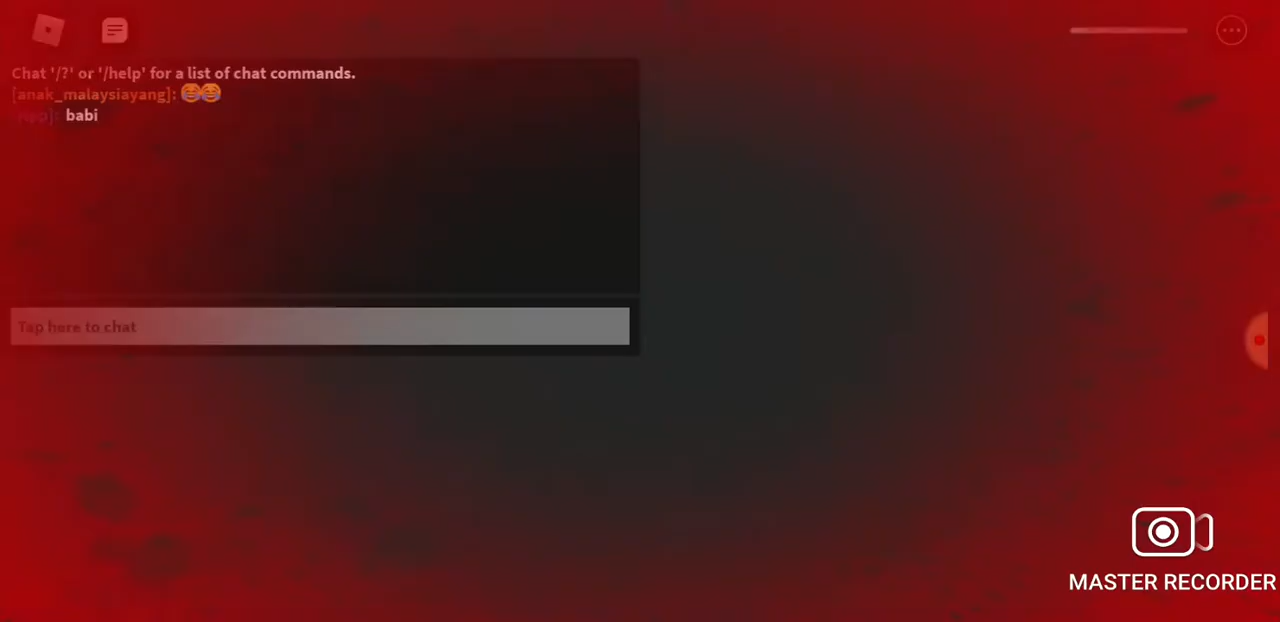 Chat '/?' or '/help' for a list of chat commands.
[anak_malaysiayang]: 😂😂
babi
Tap here to chat
MASTER RECORDER